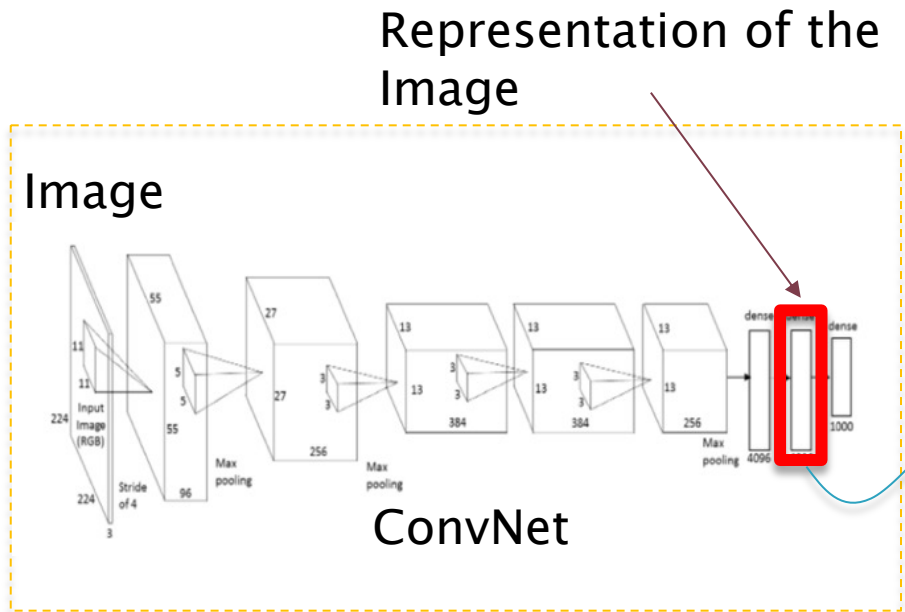 Representation of the
Image
Image
55
27
13
13
13
dense
dense
dense
11
11
5
5
3
3
3
3
3
3
55
27
13
13
13
224
Input
Image
(RGB)
224
3
Stride
of 4
96
Max
pooling
256
Max
pooling
384
384
256
Max
pooling
4096
1000
ConvNet